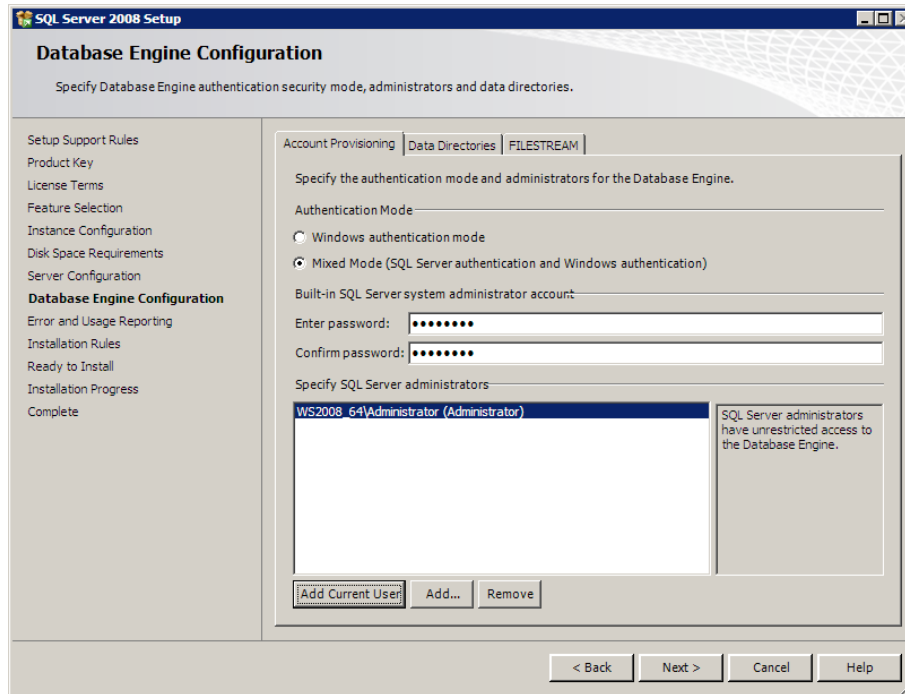 SQL Server 2008 Setup
Database Engine Configuration
Specify Database Engine authentication security mode, administrators and data directories.
Setup Support Rules
Product Key
License Terms
Feature Selection
Instance Configuration
Disk Space Requirements
Server Configuration
Database Engine Configuration
Error and Usage Reporting
Installation Rules
Ready to Install
Installation Progress
Complete
Account Provisioning Data Directories FILESTREAM
Specify the authentication mode and administrators for the Database Engine.
Authentication Mode
Windows authentication mode
Mixed Mode (SQL Server authentication and Windows authentication)
Built-in SQL Server system administrator account
Enter password: ●●●●●●●●
Confirm password: ●●●●●●●●
Specify SQL Server administrators
WS2008_64\Administrator (Administrator)
SQL Server administrators
have unrestricted access to
the Database Engine.
Add Current User Add... Remove
< Back Next > Cancel Help